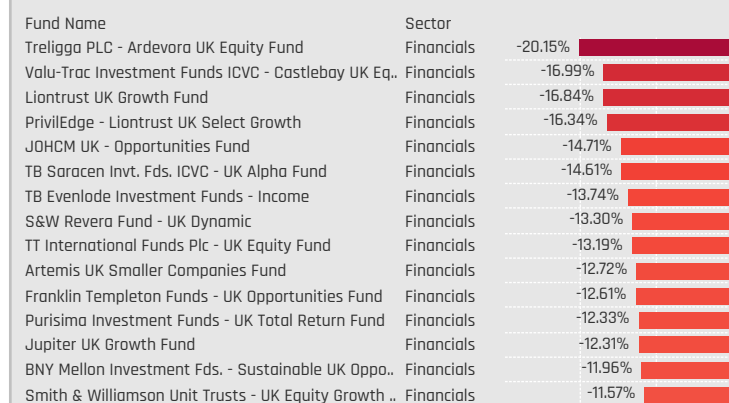 Fund Name Sector
Treligga PLC - Ardevora UK Equity Fund Financials -20.15%
Valu-Trac Investment Funds ICVC - Castlebay UK Eq.. Financials -16.99%
Liontrust UK Growth Fund Financials -16.84%
PrivilEdge - Liontrust UK Select Growth Financials -16.34%
JOHCM UK - Opportunities Fund Financials -14.71%
TB Saracen Invt. Fds. ICVC - UK Alpha Fund Financials -14.61%
TB Evenlode Investment Funds - Income Financials -13.74%
S&W Revera Fund - UK Dynamic Financials -13.30%
TT International Funds Plc - UK Equity Fund Financials -13.19%
Artemis UK Smaller Companies Fund Financials -12.72%
Franklin Templeton Funds - UK Opportunities Fund Financials -12.61%
Purisima Investment Funds - UK Total Return Fund Financials -12.33%
Jupiter UK Growth Fund Financials -12.31%
BNY Mellon Investment Fds. - Sustainable UK Oppo.. Financials -11.96%
Smith & Williamson Unit Trusts - UK Equity Growth .. Financials -11.57%